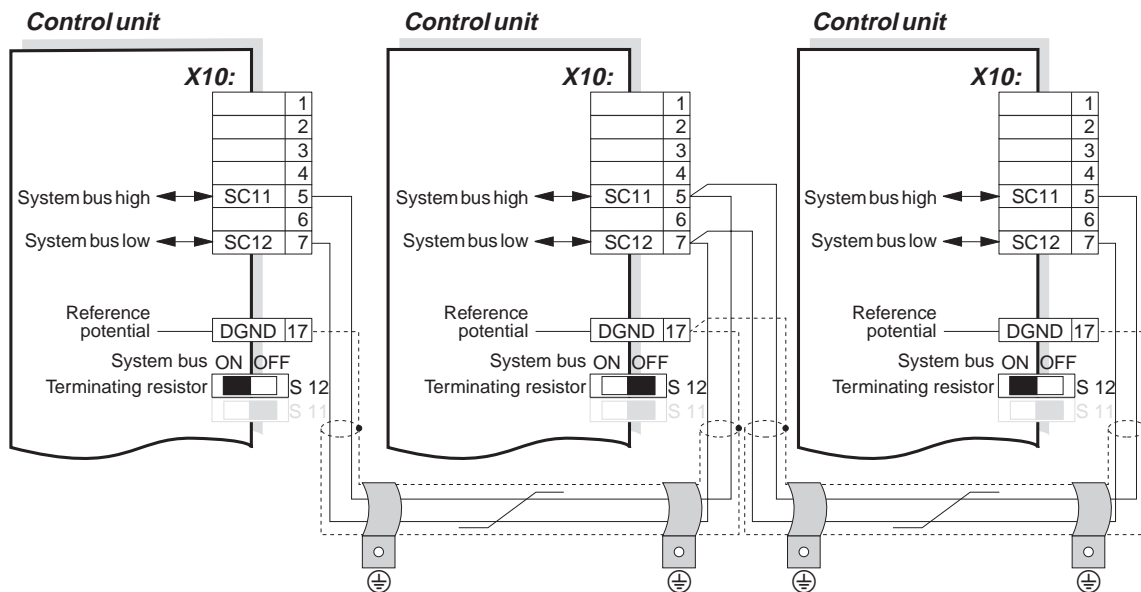 Control unit
X10:
1
2
3
4
System bus high SC11 5
6
System bus low SC12 7
Reference
potential DGND 17
System bus ON OFF
Terminating resistor S 12
S 11
Control unit
X10:
1
2
3
4
System bus high SC11 5
6
System bus low SC12 7
Reference
potential DGND 17
System bus ON OFF
Terminating resistor S 12
S 11
Control unit
X10:
1
2
3
4
System bus high SC11 5
6
System bus low SC12 7
Reference
potential DGND 17
System bus ON OFF
Terminating resistor S 12
S 11